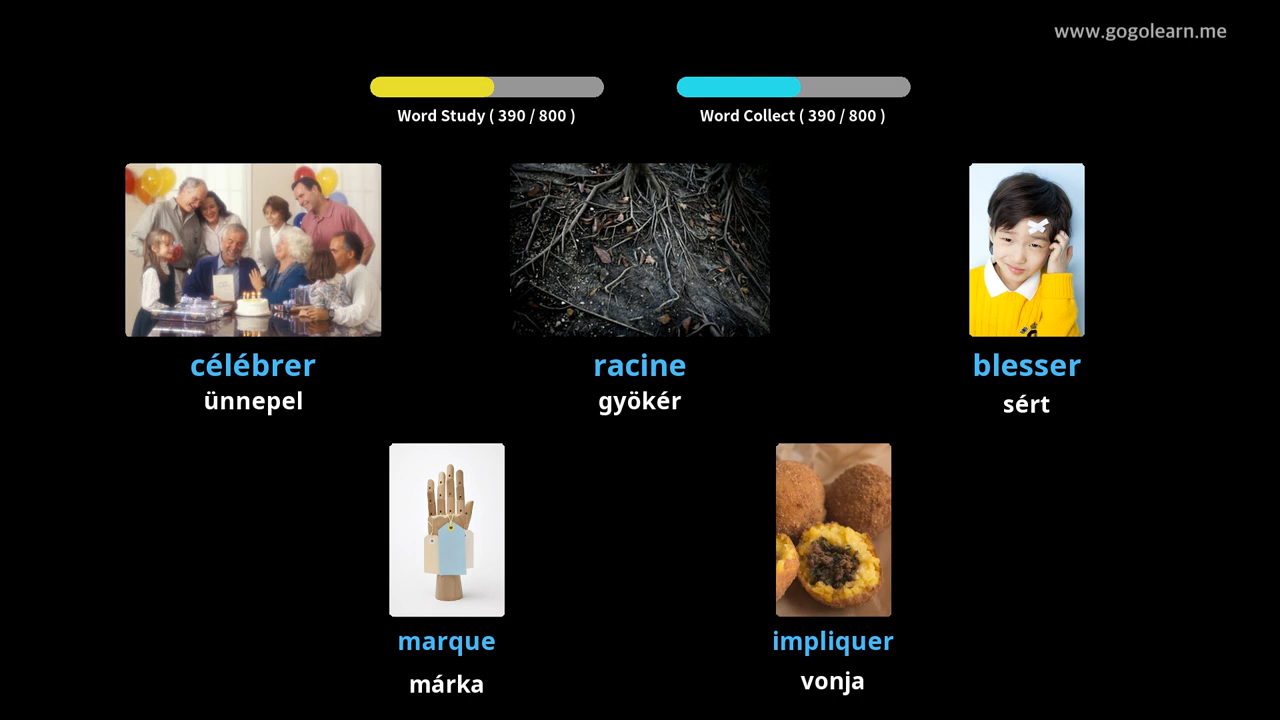 www.gogolearn.me
Word Study ( 390 / 800 )
Word Collect ( 390 / 800 )
célébrer
ünnepel
racine
gyökér
blesser
sért
marque
márka
impliquer
vonja